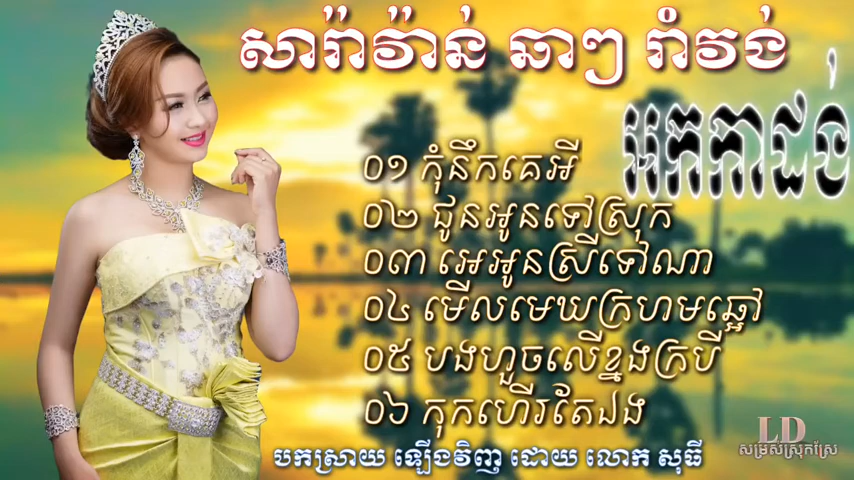 សារ៉ាវ៉ាន់ ឆាៗ រាំវង់
អកកាដង់
០១ កុំនឹកគេអី
០២ ជូនអូនទៅស្រុក
០៣ អេអូនស្រីទៅណា
០៤ មើលមេឃក្រហមឆ្អៅ
០៥ បងហួចលើខ្នងក្របី
០៦ កុកហើរតែឯង
បកស្រាយ ឡើងវិញ ដោយ លោក សុធី
LD
សម្រស់ស្រុកស្រែ